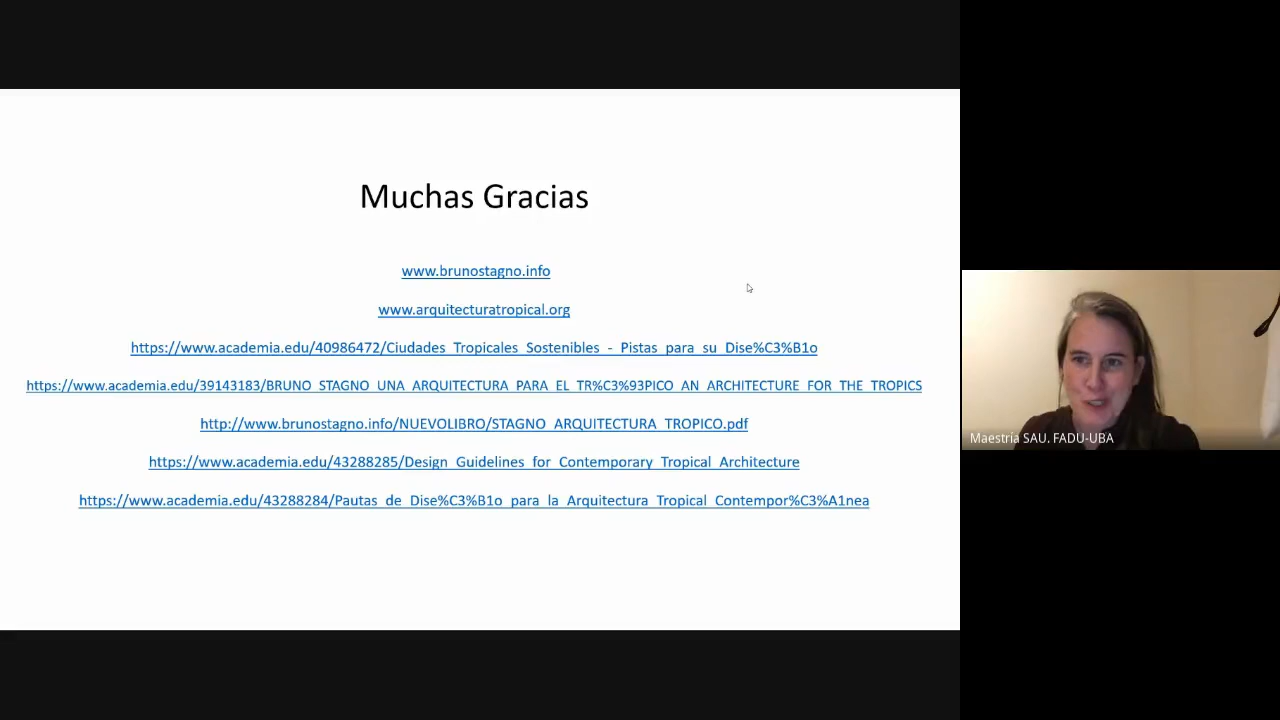 Muchas Gracias
www.brunostagno.info
www.arquitecturatropical.org
https://www.academia.edu/40986472/Ciudades_Tropicales_Sostenibles_-_Pistas_para_su_Dise%C3%B1o
https://www.academia.edu/39143183/BRUNO_STAGNO_UNA_ARQUITECTURA_PARA_EL_TR%C3%93PICO_AN_ARCHITECTURE_FOR_THE_TROPICS
http://www.brunostagno.info/NUEVOLIBRO/STAGNO_ARQUITECTURA_TROPICO.pdf
https://www.academia.edu/43288285/Design_Guidelines_for_Contemporary_Tropical_Architecture
https://www.academia.edu/43288284/Pautas_de_Dise%C3%B1o_para_la_Arquitectura_Tropical_Contempor%C3%A1nea
Maestría SAU. FADU-UBA